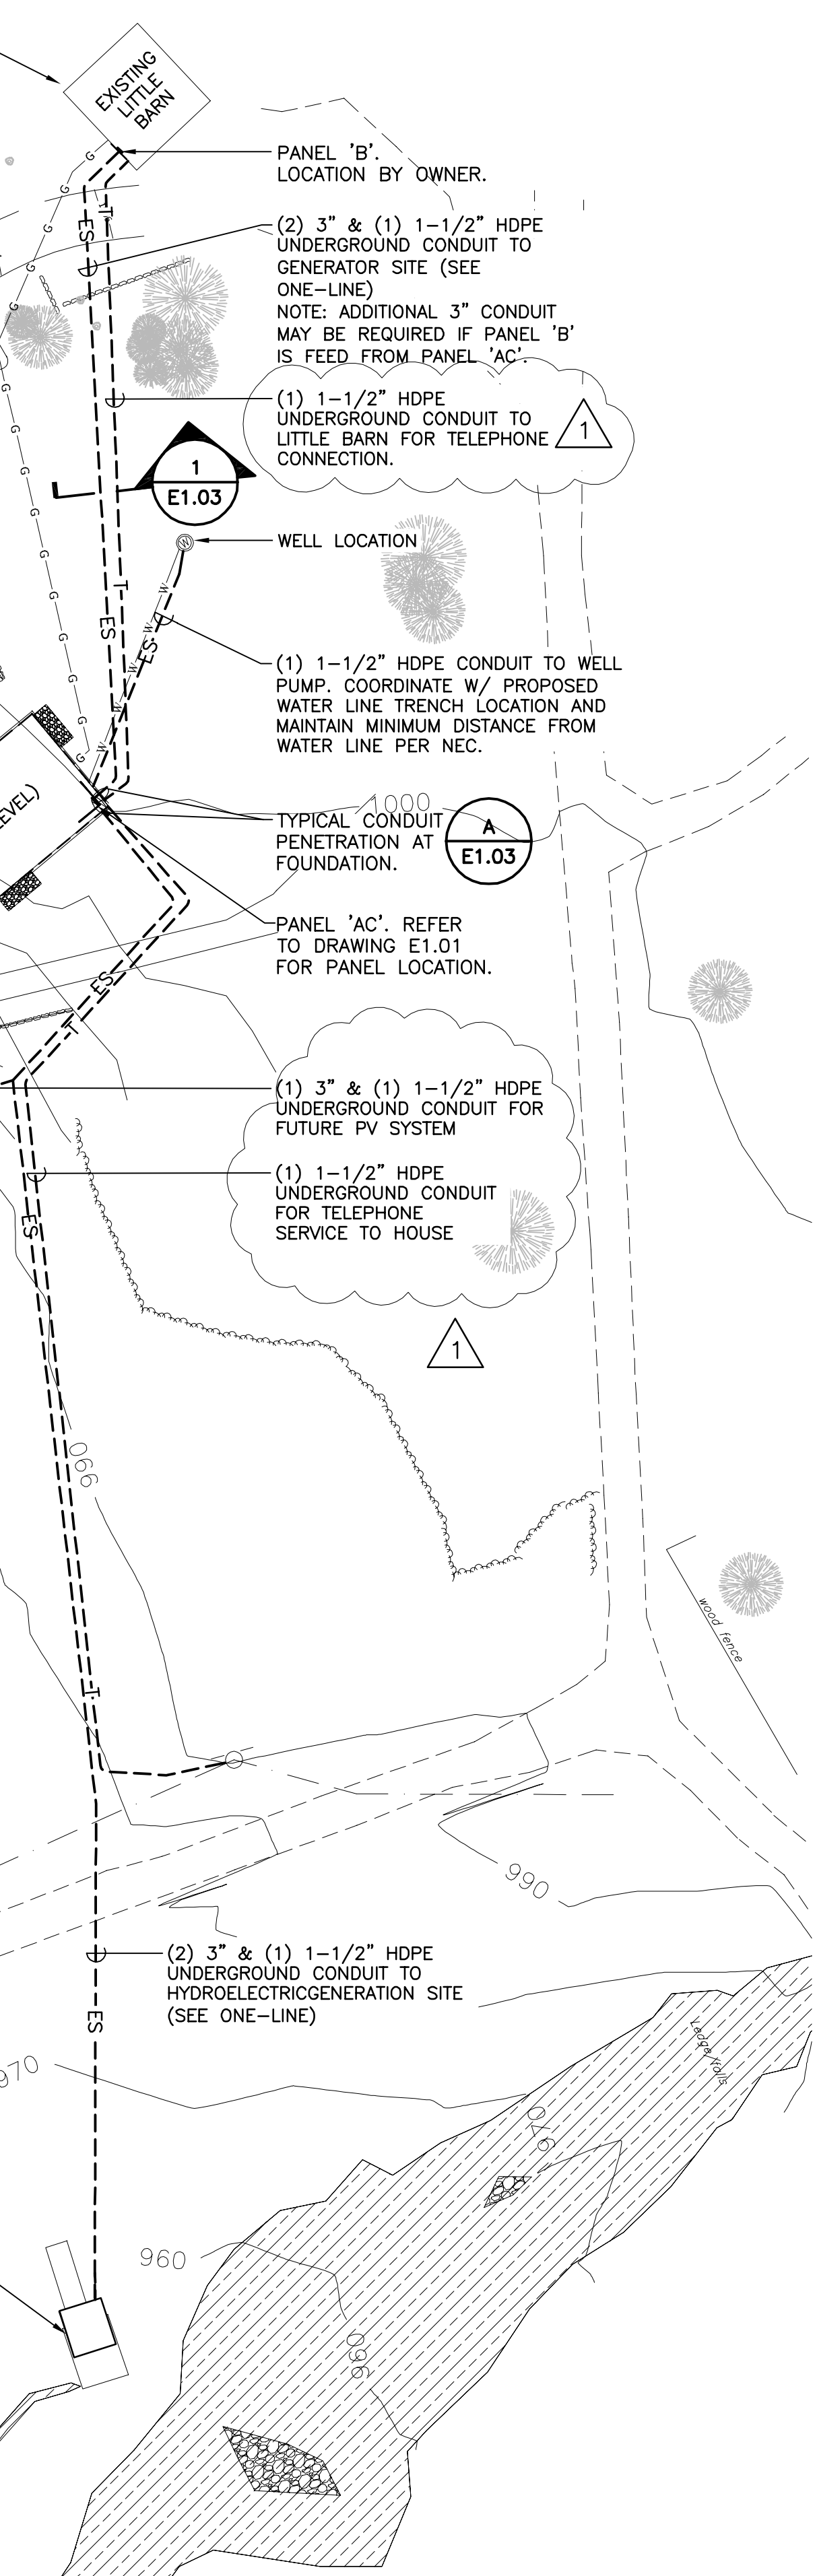 EXISTING
LITTLE
BARN
PANEL 'B'.
LOCATION BY OWNER.
G
G
G
T
ES
(2) 3" & (1) 1-1/2" HDPE
UNDERGROUND CONDUIT TO
GENERATOR SITE (SEE
ONE-LINE)
NOTE: ADDITIONAL 3" CONDUIT
MAY BE REQUIRED IF PANEL 'B'
IS FEED FROM PANEL 'AC'.
G
G
G
(1) 1-1/2" HDPE
UNDERGROUND CONDUIT TO
LITTLE BARN FOR TELEPHONE
CONNECTION.
1
1
E1.03
G
G
G
G
WELL LOCATION
W
G
G
T
W
ES
W
ES
G
G
W
(1) 1-1/2" HDPE CONDUIT TO WELL
PUMP. COORDINATE W/ PROPOSED
WATER LINE TRENCH LOCATION AND
MAINTAIN MINIMUM DISTANCE FROM
WATER LINE PER NEC.
G
W
G
W
G
LEVEL)
1000
TYPICAL CONDUIT
PENETRATION AT
FOUNDATION.
A
E1.03
PANEL 'AC'. REFER
TO DRAWING E1.01
FOR PANEL LOCATION.
ES
T
(1) 3" & (1) 1-1/2" HDPE
UNDERGROUND CONDUIT FOR
FUTURE PV SYSTEM
(1) 1-1/2" HDPE
UNDERGROUND CONDUIT
FOR TELEPHONE
SERVICE TO HOUSE
ES
1
990
wood fence
T
990
(2) 3" & (1) 1-1/2" HDPE
UNDERGROUND CONDUIT TO
HYDROELECTRICGENERATION SITE
(SEE ONE-LINE)
ES
Ledge/falls
970
970
960
960